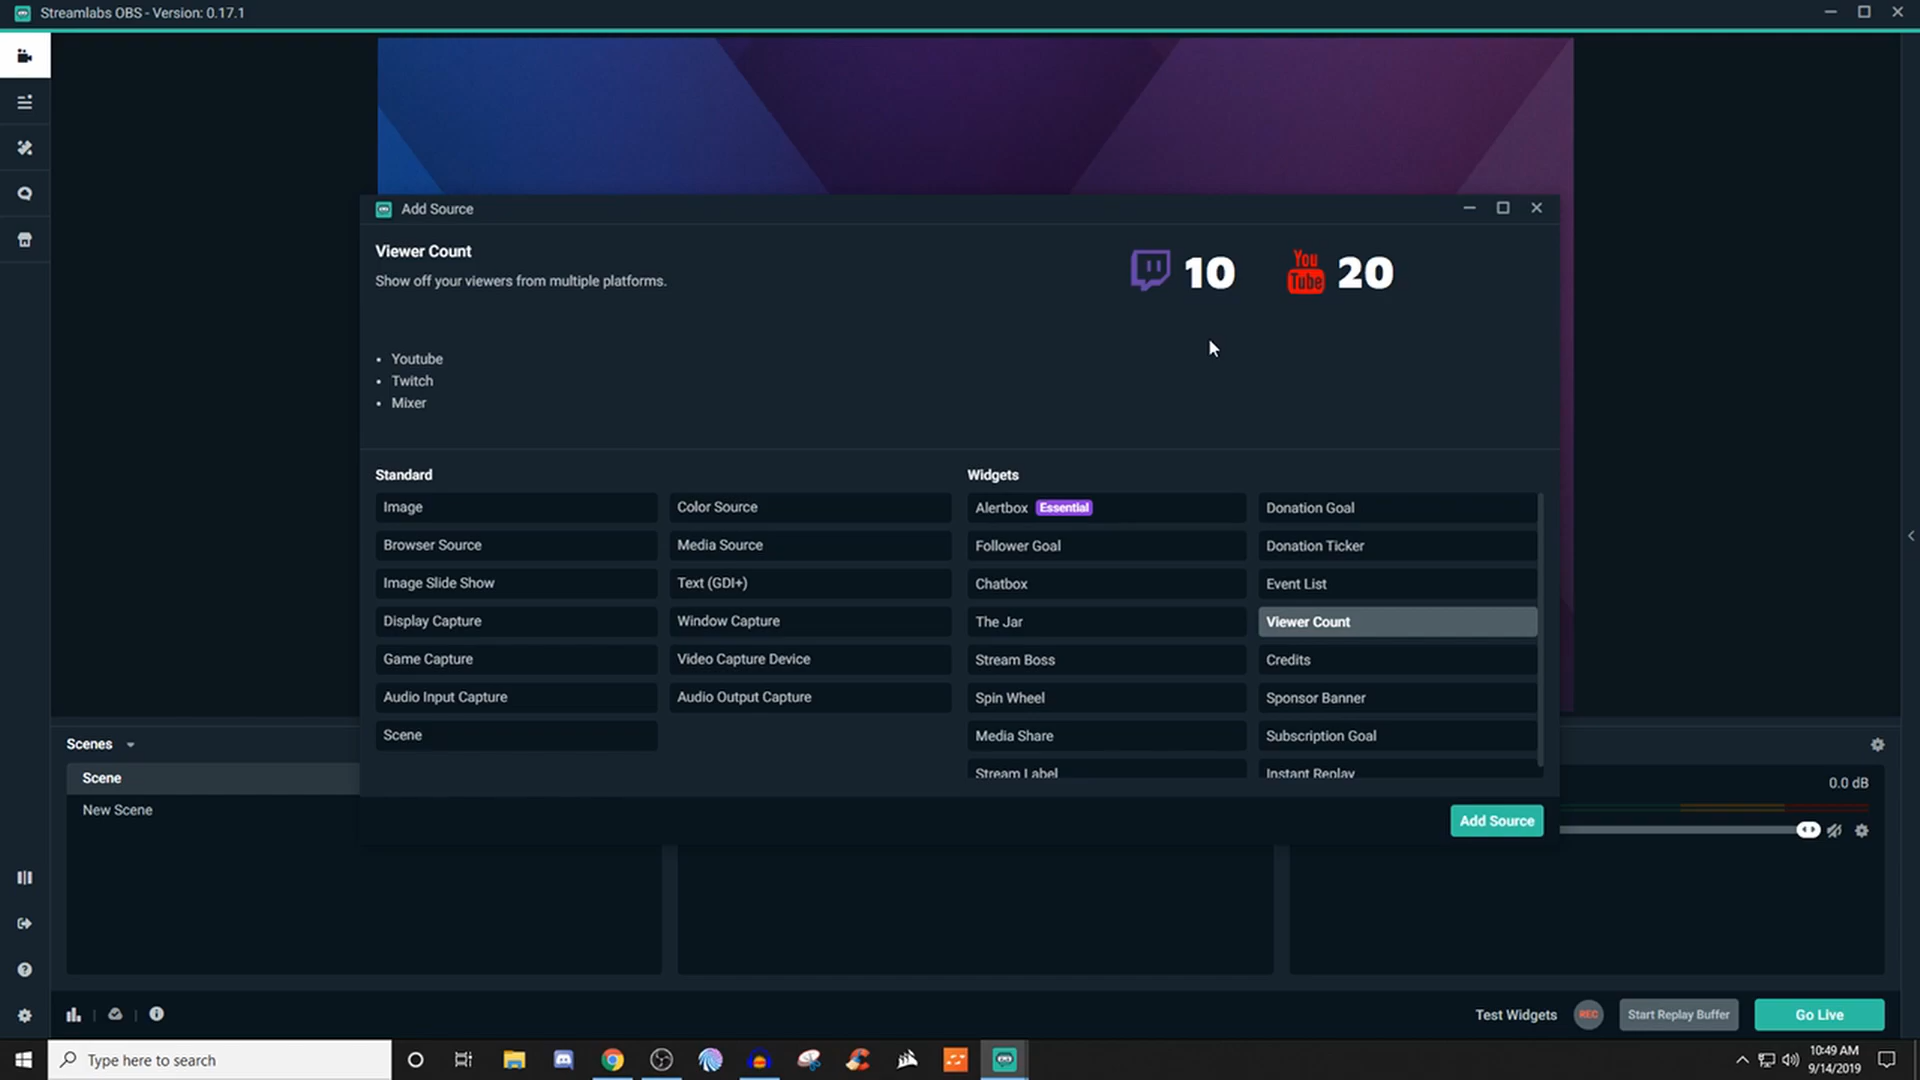 Streamlabs OBS - Version: 0.17.1
Add Source
Viewer Count
Show off your viewers from multiple platforms.
10
You
Tube
20
• Youtube
• Twitch
• Mixer
Standard
Image
Color Source
Browser Source
Media Source
Image Slide Show
Text (GDI+)
Display Capture
Window Capture
Game Capture
Video Capture Device
Audio Input Capture
Audio Output Capture
Scene
Widgets
Alertbox Essential
Donation Goal
Follower Goal
Donation Ticker
Chatbox
Event List
The Jar
Viewer Count
Stream Boss
Credits
Spin Wheel
Sponsor Banner
Media Share
Subscription Goal
Stream Label
Instant Replay
Add Source
Scenes
Scene
New Scene
0.0 dB
Test Widgets
REC
Start Replay Buffer
Go Live
Type here to search
10:49 AM
9/14/2019